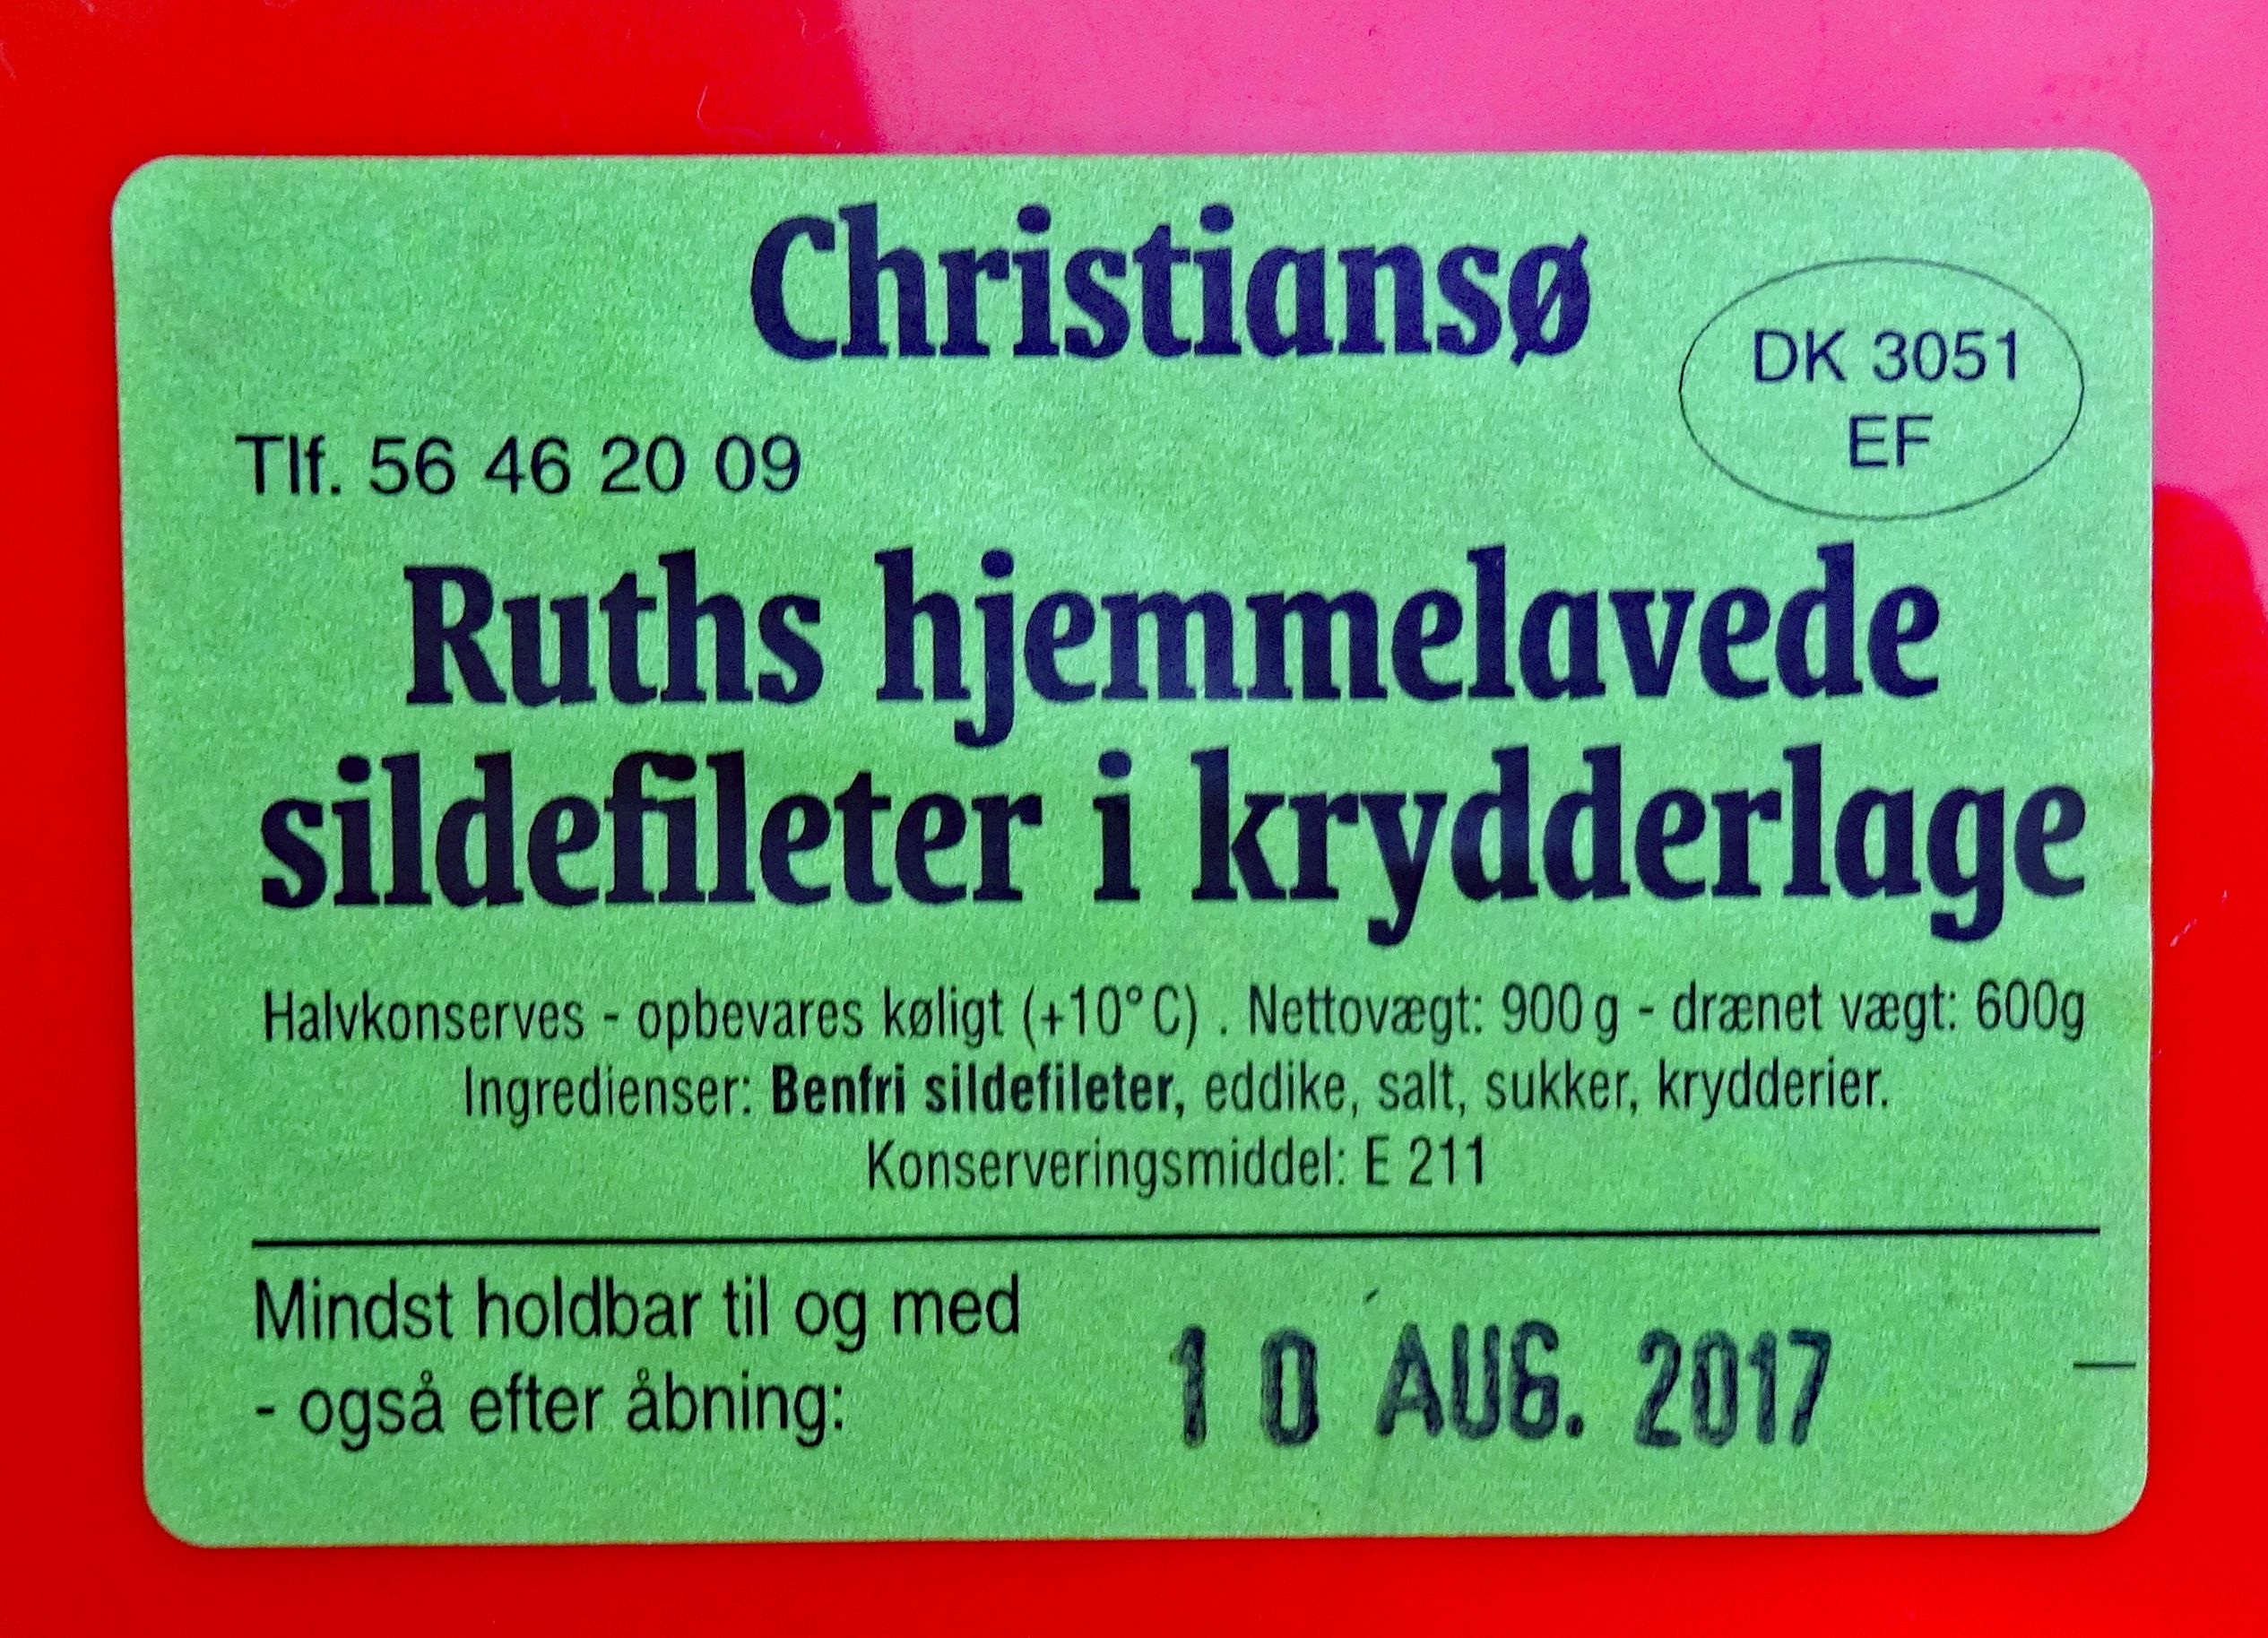 Christiansø
DK 3051
EF
Tlf. 56 46 20 09
Ruths hjemmelavede
sildefileter i krydderlage
Halvkonserves - opbevares køligt (+10° C) . Nettovægt: 900 g - drænet vægt: 600g
Ingredienser: Benfri sildefileter, eddike, salt, sukker, krydderier.
Konserveringsmiddel: E 211
Mindst holdbar til og med
- også efter åbning:
10 AUG. 2017